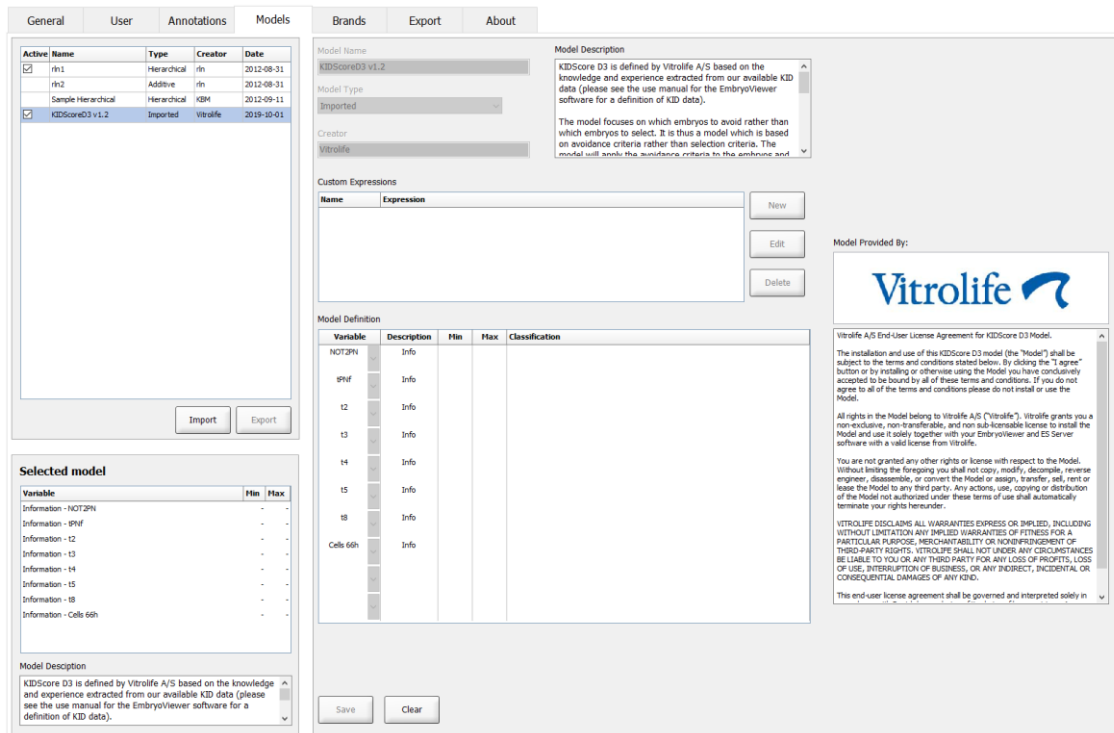 General User Annotations Models Brands Export About
Active Name Type Creator Date
rln1 Hierarchical rln 2012-08-31
rln2 Additive rln 2012-08-31
Sample Hierarchical Hierarchical KBM 2012-09-11
KIDScoreD3 v1.2 Imported Vitrolife 2019-10-01
Import Export
Selected model
Variable Min Max
Information - NOT2PN - -
Information - tPNf - -
Information - t2 - -
Information - t3 - -
Information - t4 - -
Information - t5 - -
Information - t8 - -
Information - Cells 66h - -
Model Desciption
KIDScore D3 is defined by Vitrolife A/S based on the knowledge
and experience extracted from our available KID data (please
see the use manual for the EmbryoViewer software for a
definition of KID data).
Model Name
KIDScoreD3 v1.2
Model Type
Imported
Creator
Vitrolife
Model Description
KIDScore D3 is defined by Vitrolife A/S based on the
knowledge and experience extracted from our available KID
data (please see the use manual for the EmbryoViewer
software for a definition of KID data).
The model focuses on which embryos to avoid rather than
which embryos to select. It is thus a model which is based
on avoidance criteria rather than selection criteria. The
model will apply the avoidance criteria to the embryos and
Custom Expressions
Name Expression
New
Edit
Delete
Model Definition
Variable Description Min Max Classification
NOT2PN Info
tPNf Info
t2 Info
t3 Info
t4 Info
t5 Info
t8 Info
Cells 66h Info
Save Clear
Model Provided By:
Vitrolife
Vitrolife A/S End-User License Agreement for KIDScore D3 Model.
The installation and use of this KIDScore D3 model (the "Model") shall be
subject to the terms and conditions stated below. By clicking the "I agree"
button or by installing or otherwise using the Model you have conclusively
accepted to be bound by all of these terms and conditions. If you do not
agree to all of the terms and conditions please do not install or use the
Model.
All rights in the Model belong to Vitrolife A/S ("Vitrolife"). Vitrolife grants you a
non-exclusive, non-transferable, and non sub-licensable license to install the
Model and use it solely together with your EmbryoViewer and ES Server
software with a valid license from Vitrolife.
You are not granted any other rights or license with respect to the Model.
Without limiting the foregoing you shall not copy, modify, decompile, reverse
engineer, disassemble, or convert the Model or assign, transfer, sell, rent or
lease the Model to any third party. Any actions, use, copying or distribution
of the Model not authorized under these terms of use shall automatically
terminate your rights hereunder.
VITROLIFE DISCLAIMS ALL WARRANTIES EXPRESS OR IMPLIED, INCLUDING
WITHOUT LIMITATION ANY IMPLIED WARRANTIES OF FITNESS FOR A
PARTICULAR PURPOSE, MERCHANTABILITY OR NONINFRINGEMENT OF
THIRD-PARTY RIGHTS. VITROLIFE SHALL NOT UNDER ANY CIRCUMSTANCES
BE LIABLE TO YOU OR ANY THIRD PARTY FOR ANY LOSS OF PROFITS, LOSS
OF USE, INTERRUPTION OF BUSINESS, OR ANY INDIRECT, INCIDENTAL OR
CONSEQUENTIAL DAMAGES OF ANY KIND.
This end-user license agreement shall be governed and interpreted solely in